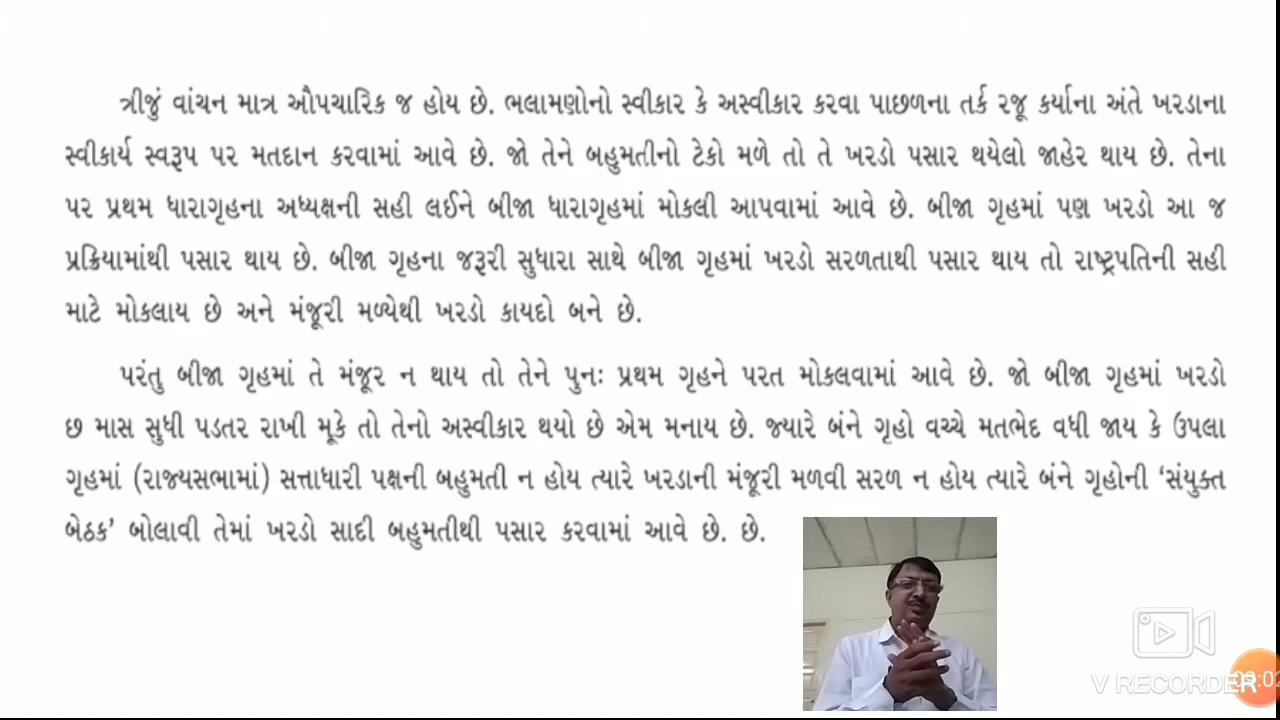 ત્રીજું વાંચન માત્ર ઔપચારિક જ હોય છે. ભલામણોનો સ્વીકાર કે અસ્વીકાર કરવા પાછળના તર્ક રજૂ કર્યાના અંતે ખરડાના
સ્વીકાર્ય સ્વરૂપ પર મતદાન કરવામાં આવે છે. જો તેને બહુમતીનો ટેકો મળે તો તે ખરડો પસાર થયેલો જાહેર થાય છે. તેના
પર પ્રથમ ધારાગૃહના અધ્યક્ષની સહી લઈને બીજા ધારાગૃહમાં મોકલી આપવામાં આવે છે. બીજા ગૃહમાં પણ ખરડો આ જ
પ્રક્રિયામાંથી પસાર થાય છે. બીજા ગૃહના જરૂરી સુધારા સાથે બીજા ગૃહમાં ખરડો સરળતાથી પસાર થાય તો રાષ્ટ્રપતિની સહી
માટે મોકલાય છે અને મંજૂરી મળ્યેથી ખરડો કાયદો બને છે.
પરંતુ બીજા ગૃહમાં તે મંજૂર ન થાય તો તેને પુનઃ પ્રથમ ગૃહને પરત મોકલવામાં આવે છે. જો બીજા ગૃહમાં ખરડો
છ માસ સુધી પડતર રાખી મૂકે તો તેનો અસ્વીકાર થયો છે એમ મનાય છે. જ્યારે બંને ગૃહો વચ્ચે મતભેદ વધી જાય કે ઉપલા
ગૃહમાં (રાજ્યસભામાં) સત્તાધારી પક્ષની બહુમતી ન હોય ત્યારે ખરડાની મંજૂરી મળવી સરળ ન હોય ત્યારે બંને ગૃહોની ‘સંયુક્ત
બેઠક’ બોલાવી તેમાં ખરડો સાદી બહુમતીથી પસાર કરવામાં આવે છે. છે.
V RECORDER